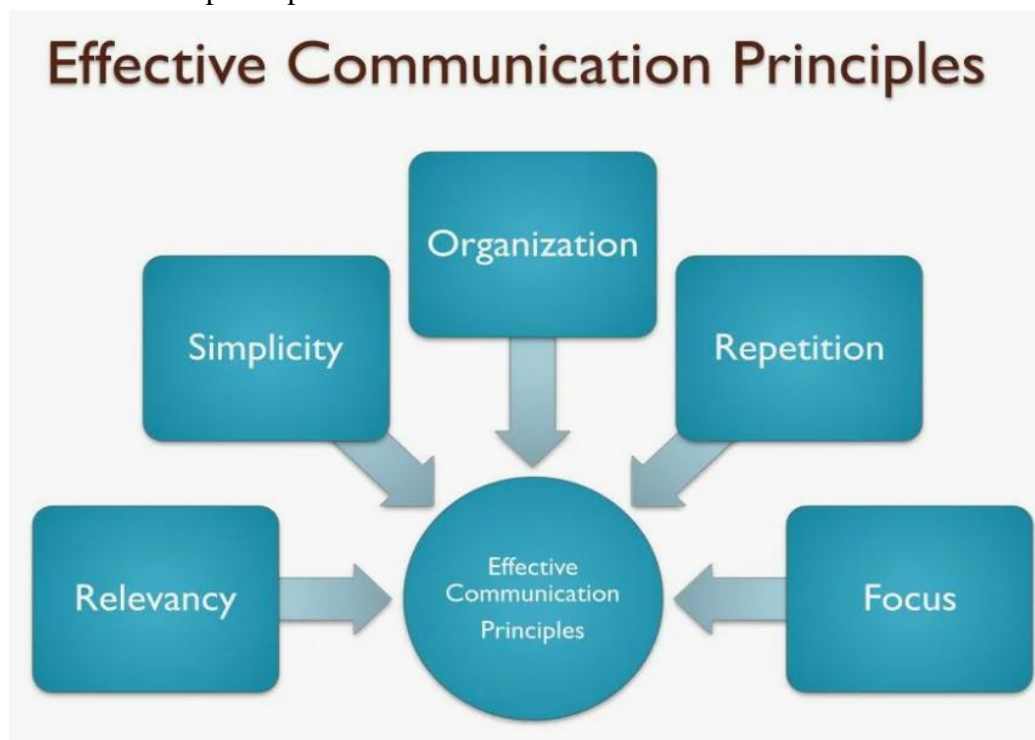 Effective Communication Principles
Organization
Simplicity
Repetition
Relevancy
Effective
Communication
Principles
Focus